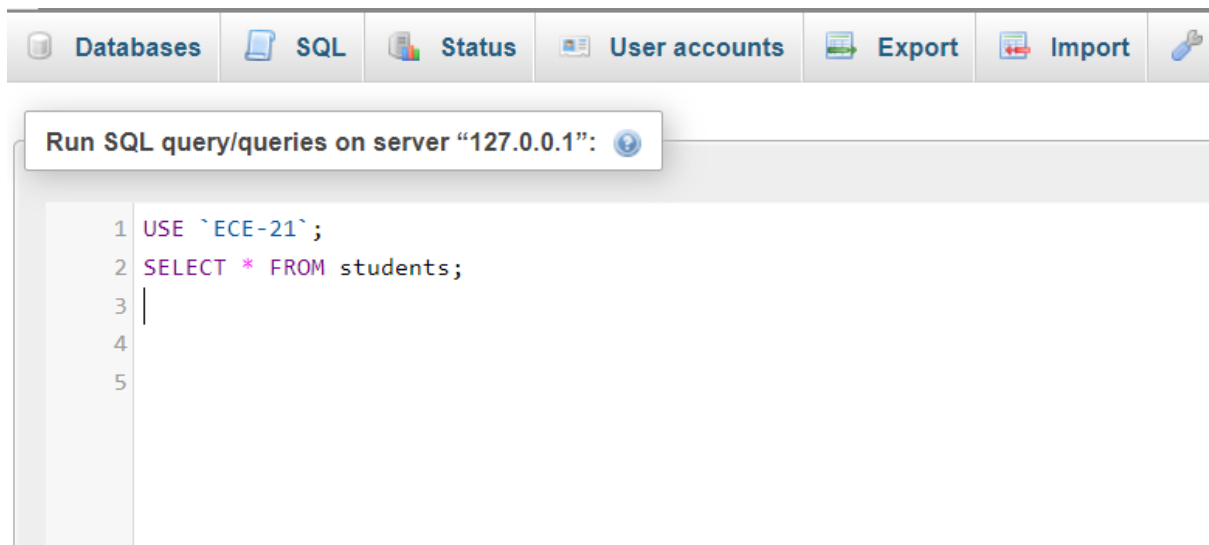 Databases SQL Status User accounts Export Import
Run SQL query/queries on server “127.0.0.1”:
1 USE `ECE-21`;
2 SELECT * FROM students;
3
4
5